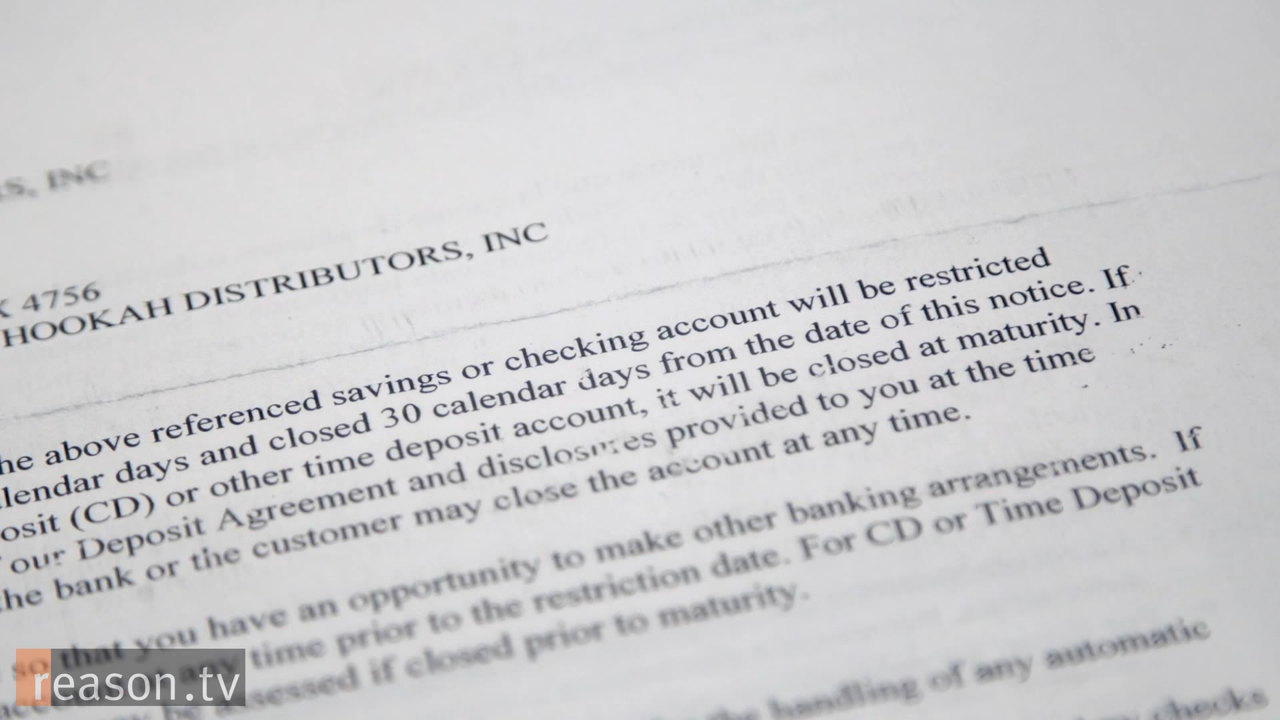 S, INC
4756
HOOKAH DISTRIBUTORS, INC
he above referenced savings or checking account will be restricted
lendar days and closed 30 calendar days from the date of this notice. If
osit (CD) or other time deposit account, it will be closed at maturity. In
our Deposit Agreement and disclosures provided to you at the time
the bank or the customer may close the account at any time.
so that you have an opportunity to make other banking arrangements. If
any time prior to the restriction date. For CD or Time Deposit
be assessed if closed prior to maturity.
handling of any automatic
checks
reason.tv